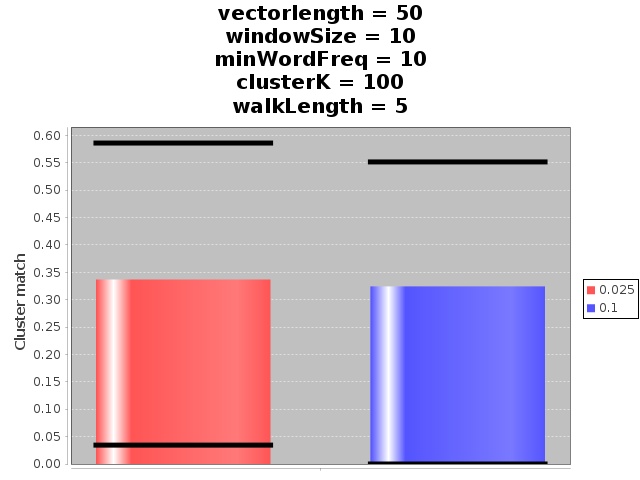 vectorlength = 50
windowSize = 10
minWordFreq = 10
clusterK = 100
walkLength = 5
0.60
0.55
0.50
0.45
0.40
0.35
0.30
0.25
0.20
0.15
0.10
0.05
0.00
Cluster match
0.025
0.1